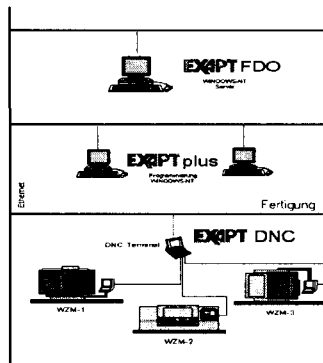 EXAPT FDO
WINDOWS-NT
Server
EXAPT plus
Programmierung
WINDOWS-NT
Ethernet
Fertigung
EXAPT DNC
DNC Terminal
WZM-1
WZM-2
WZM-3